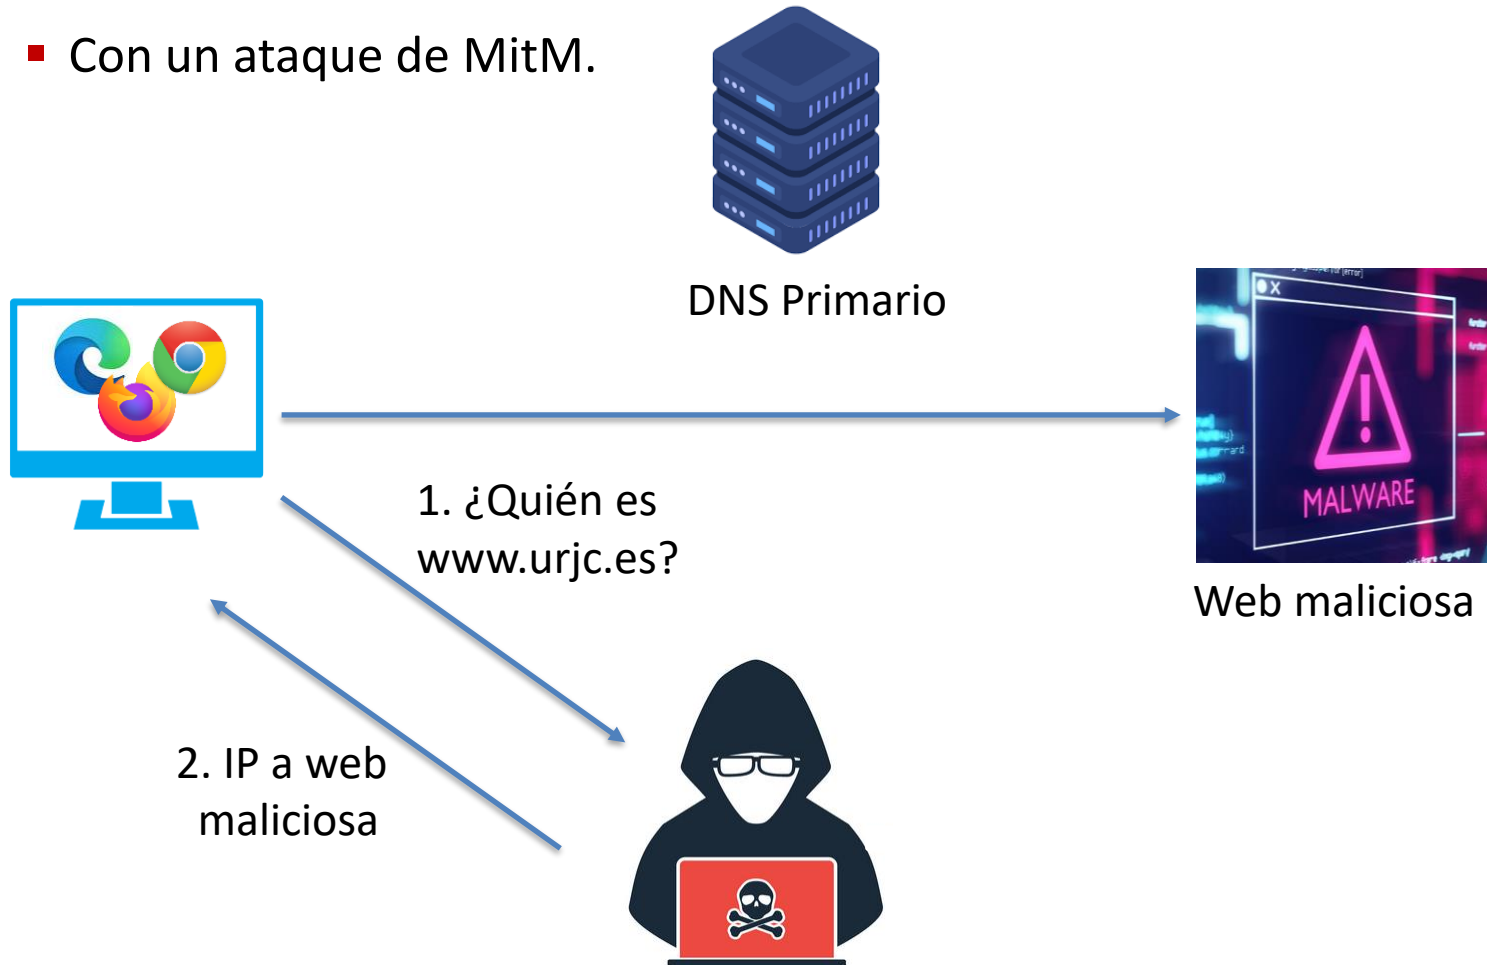 Con un ataque de MitM.
DNS Primario
MALWARE
1. ¿Quién es
www.urjc.es?
Web maliciosa
2. IP a web
maliciosa